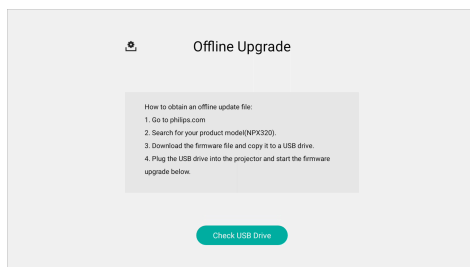 Offline Upgrade
How to obtain an offline update file:
1. Go to philips.com
2. Search for your product model(NPX320).
3. Download the firmware file and copy it to a USB drive.
4. Plug the USB drive into the projector and start the firmware
upgrade below.
Check USB Drive